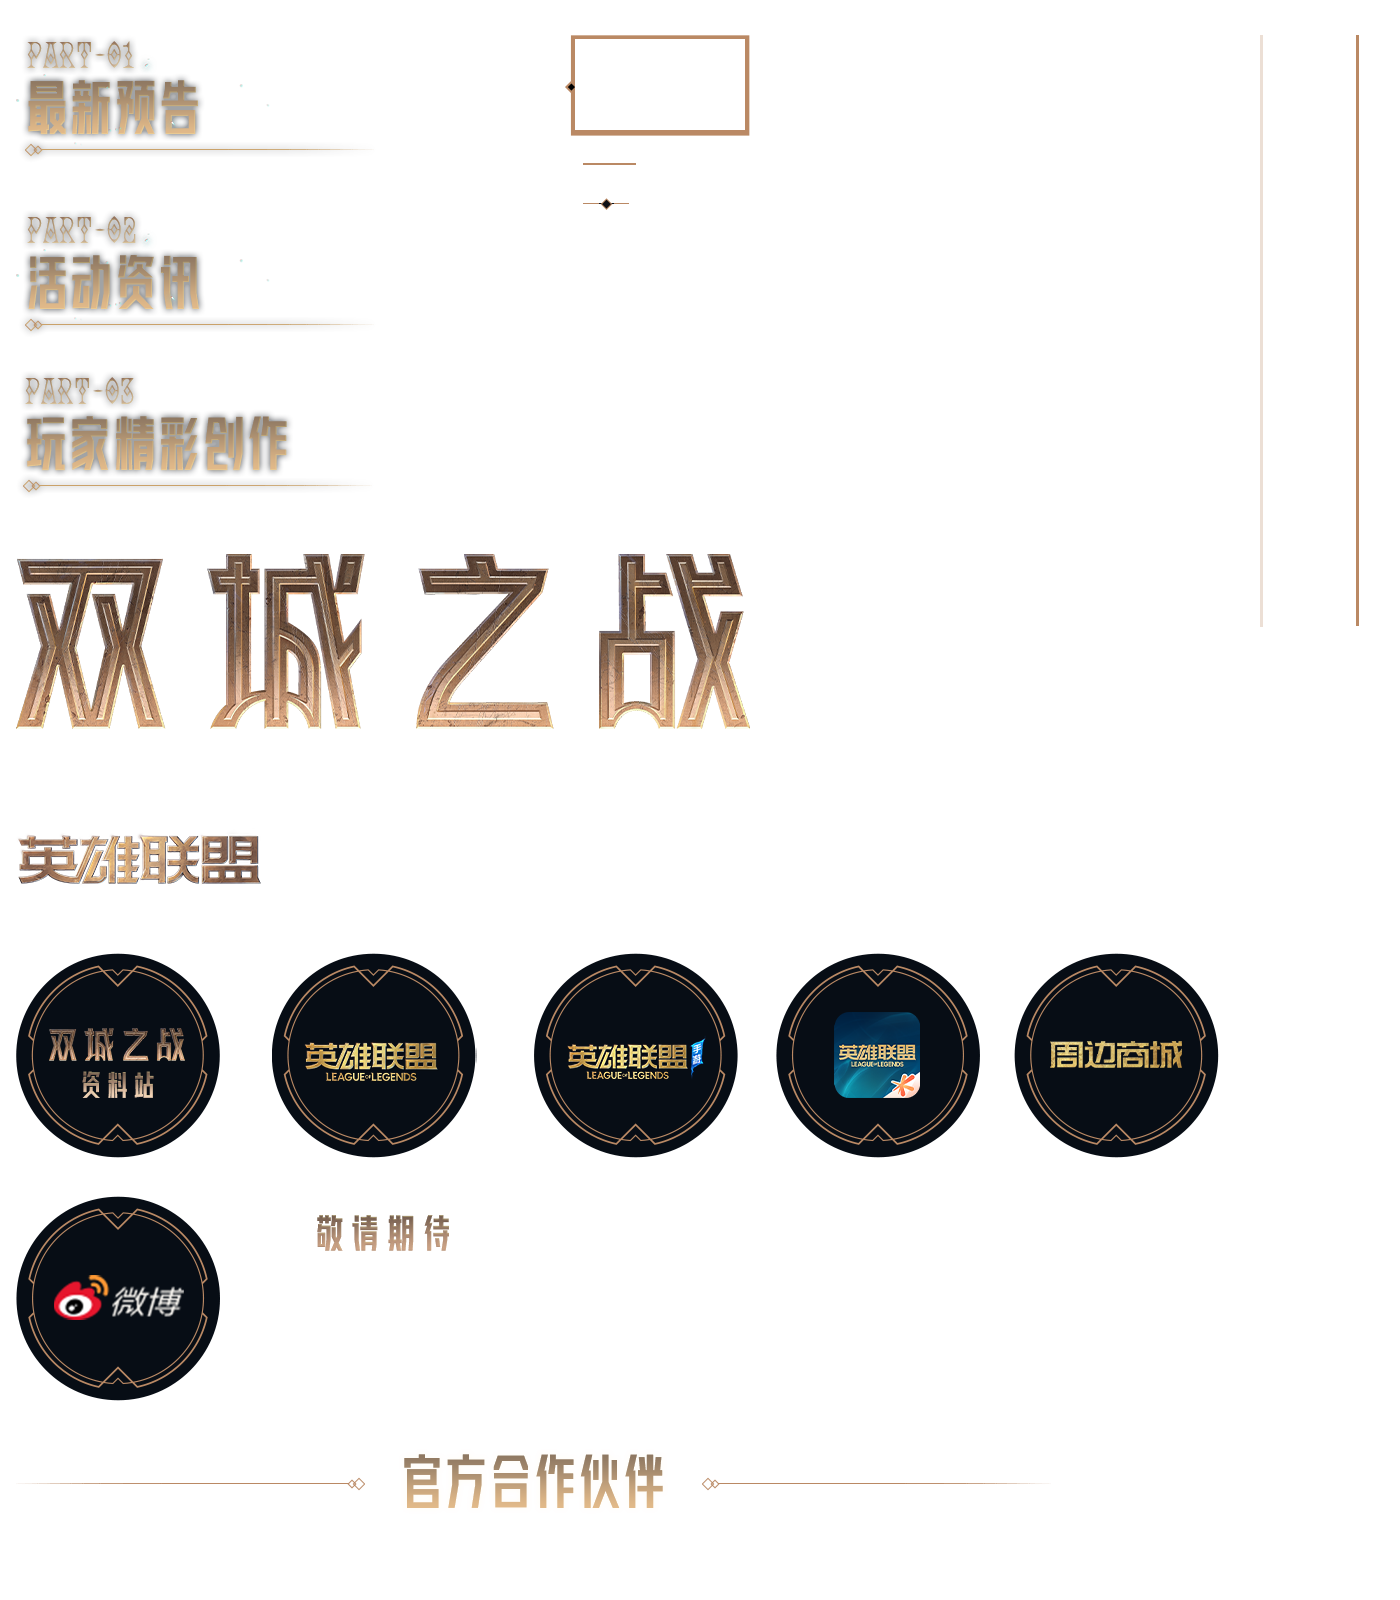 PART-01
最新预告
PART-02
活动资讯
PART-03
玩家精彩创作
双城之战
英雄联盟
双城之战
资料站
英雄联盟
LEAGUE OF LEGENDS
英雄联盟手游
LEAGUE OF LEGENDS
英雄联盟
LEAGUE OF LEGENDS
周边商城
微博
敬请期待
官方合作伙伴